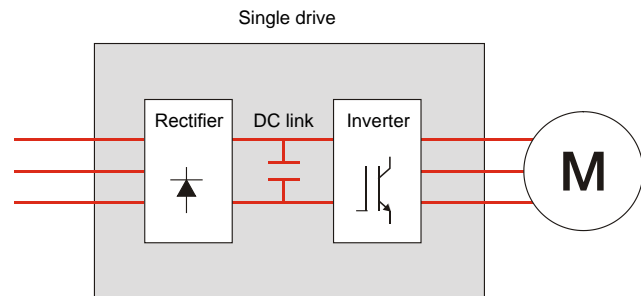 Single drive
Rectifier
DC link
Inverter
M